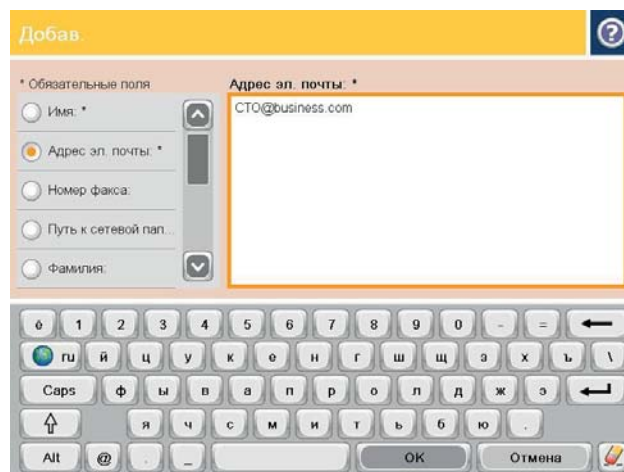 Добав.
* Обязательные поля
Имя: *
Адрес эл. почты: *
Номер факса:
Путь к сетевой пап...
Фамилия:
Адрес эл. почты: *
CTO@business.com
ё 1 2 3 4 5 6 7 8 9 0 - =
ru й ц у к е н г ш щ з х ъ \
Caps ф ы в а п р о л д ж э
я ч с м и т ь б ю .
Alt @ . _ OK Отмена